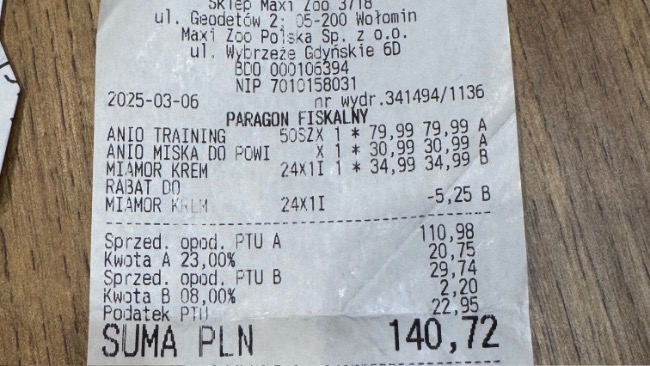 Sklep Maxi Zoo 3718
ul. Geodetów 2; 05-200 Wołomin
Maxi Zoo Polska Sp. z o.o.
ul. Wybrzeże Gdyńskie 6D
BDO 000106394
NIP 7010158031
2025-03-06 nr wydr.341494/1136
PARAGON FISKALNY
ANIO TRAINING 50SZX 1 * 79,99 79,99 A
ANIO MISKA DO POWI X 1 * 30,99 30,99 A
MIAMOR KREM 24X1I 1 * 34,99 34,99 B
RABAT DO
MIAMOR KREM 24X1I -5,25 B
Sprzed. opod. PTU A 110,98
Kwota A 23,00% 20,75
Sprzed. opod. PTU B 29,74
Kwota B 08,00% 2,20
Podatek PTU 22,95
SUMA PLN 140,72